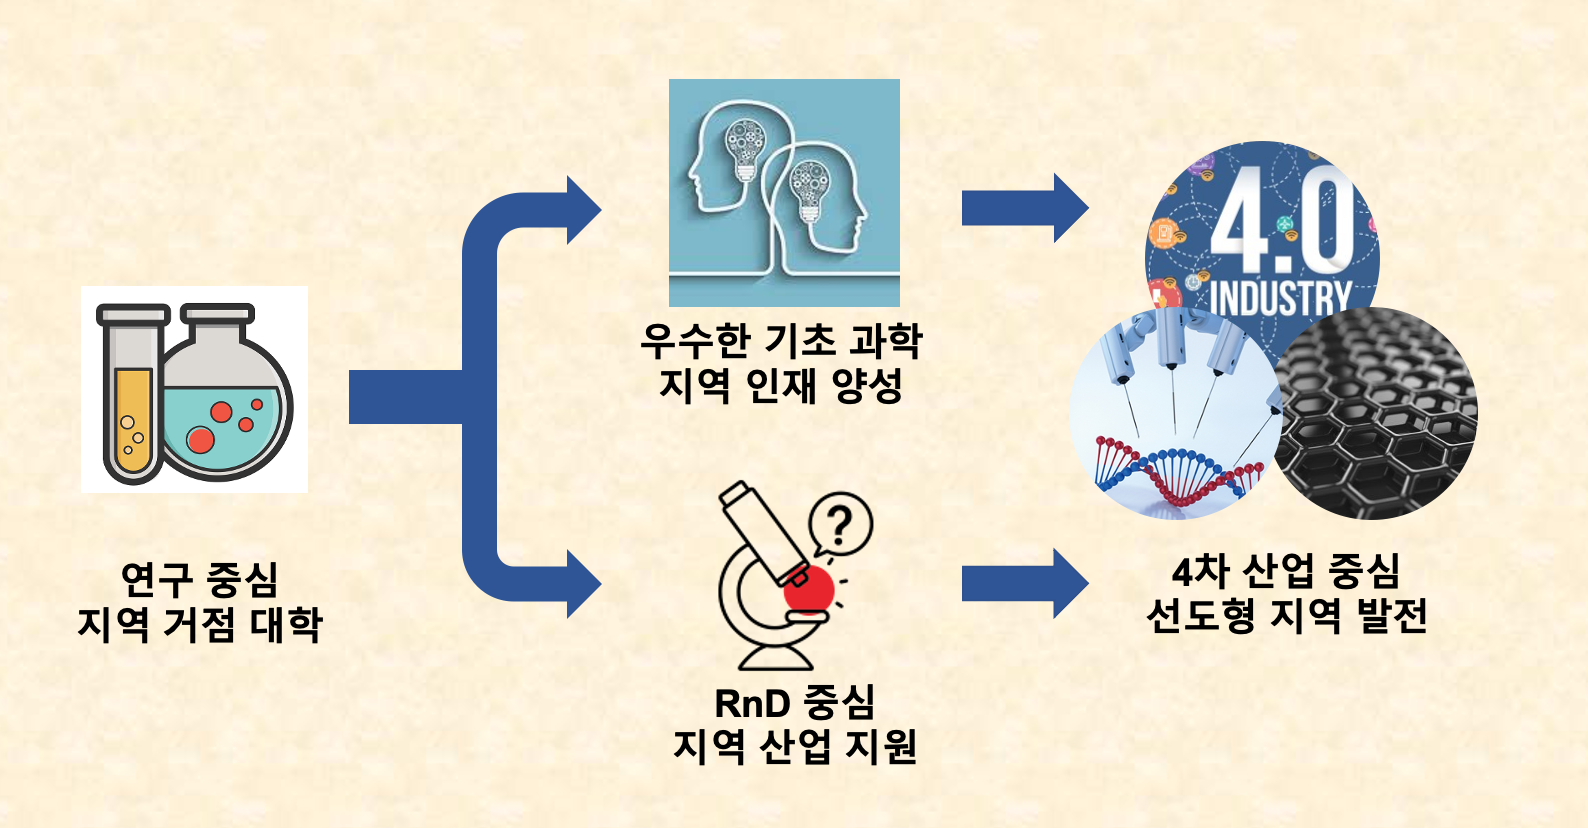 연구 중심
지역 거점 대학
우수한 기초 과학
지역 인재 양성
?
RnD 중심
지역 산업 지원
4.0
INDUSTRY
4차 산업 중심
선도형 지역 발전